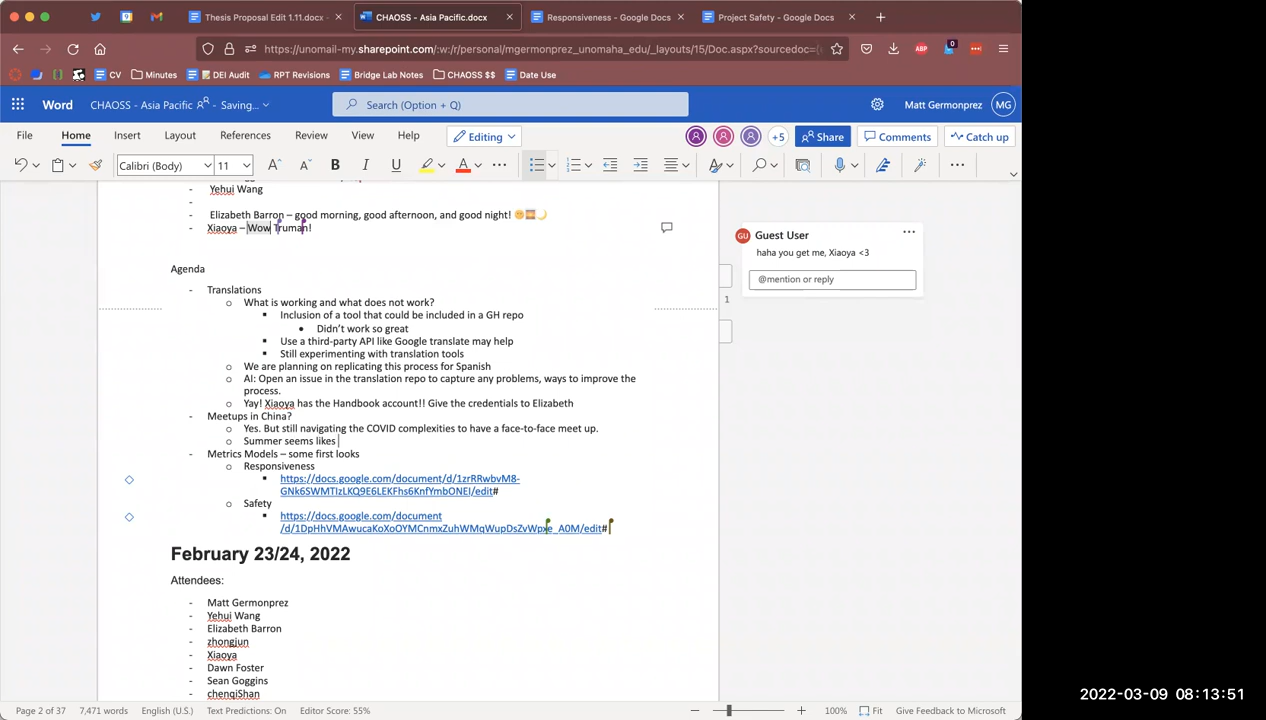 Thesis Proposal Edit 1.11.docx -
CHAOSS - Asia Pacific.docx
Responsiveness - Google Docs
Project Safety - Google Docs
https://unomail-my.sharepoint.com/:w:/r/personal/mgermonprez_unomaha_edu/_layouts/15/Doc.aspx?sourcedoc={
ABP
0
CV
Minutes
DEI Audit
RPT Revisions
Bridge Lab Notes
CHAOSS $$
Date Use
Word
CHAOSS - Asia Pacific
- Saving...
Search (Option + Q)
Matt Germonprez
MG
File
Home
Insert
Layout
References
Review
View
Help
Editing
+5
Share
Comments
Catch up
Calibri (Body)
11
- Yehui Wang
-
Elizabeth Barron – good morning, good afternoon, and good night! 🌞🌅🌙
- Xiaoya – Wow Truman!
GU
Guest User
haha you get me, Xiaoya <3
@mention or reply
1
Agenda
- Translations
o What is working and what does not work?
▪ Inclusion of a tool that could be included in a GH repo
• Didn't work so great
▪ Use a third-party API like Google translate may help
▪ Still experimenting with translation tools
o We are planning on replicating this process for Spanish
o AI: Open an issue in the translation repo to capture any problems, ways to improve the
process.
o Yay! Xiaoya has the Handbook account!! Give the credentials to Elizabeth
- Meetups in China?
o Yes. But still navigating the COVID complexities to have a face-to-face meet up.
o Summer seems likes
- Metrics Models – some first looks
o Responsiveness
▪ https://docs.google.com/document/d/1zrRRwbvM8-
GNk6SWMTIzLKQ9E6LEKFhs6KnfYmbONEI/edit#
o Safety
▪ https://docs.google.com/document
/d/1DpHhVMAwucaKoXoOYMCnmxZuhWMqWupDsZvWpxe_A0M/edit#
February 23/24, 2022
Attendees:
- Matt Germonprez
- Yehui Wang
- Elizabeth Barron
- zhongjun
- Xiaoya
- Dawn Foster
- Sean Goggins
- chenqiShan
Page 2 of 37
7,471 words
English (U.S.)
Text Predictions: On
Editor Score: 55%
100%
Fit
Give Feedback to Microsoft
2022-03-09 08:13:51